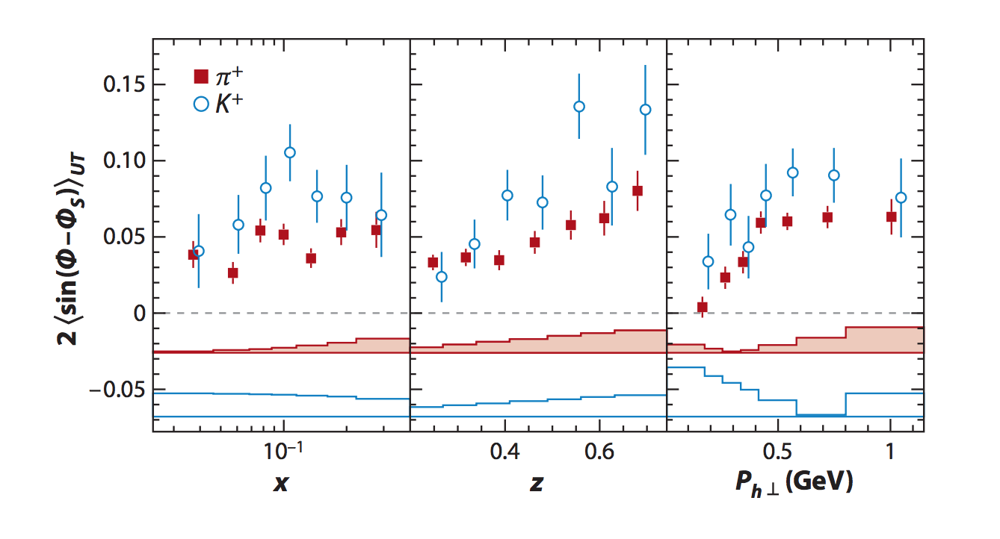 π⁺
K⁺
2 ⟨sin(Φ−Φ_S)⟩_UT
0.15
0.10
0.05
0
−0.05
10⁻¹
0.4 0.6
0.5 1
x
z
P_h⊥ (GeV)